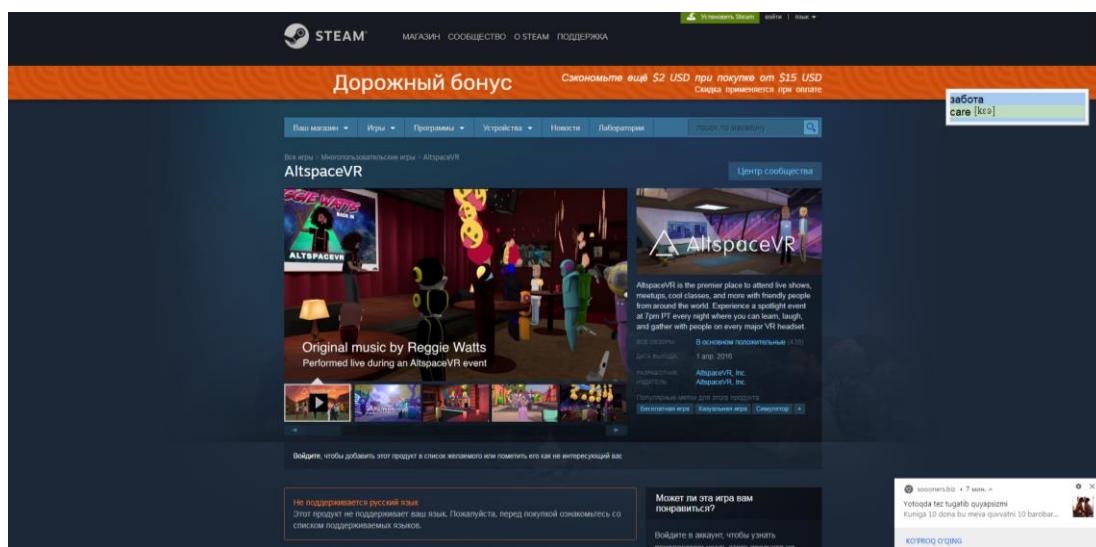 Установить Steam войти | язык
STEAM МАГАЗИН СООБЩЕСТВО О STEAM ПОДДЕРЖКА
Дорожный бонус
Сэкономьте ещё $2 USD при покупке от $15 USD
Скидка применяется при оплате
забота
care [kɛə]
Ваш магазин Игры Программы Устройства Новости Лаборатория поиск по магазину
Все игры > Многопользовательские игры > AltspaceVR
AltspaceVR
Центр сообщества
REGGIE WATTS
BACK IN
ALTSPACEVR
AltspaceVR
Original music by Reggie Watts
Performed live during an AltspaceVR event
AltspaceVR is the premier place to attend live shows,
meetups, cool classes, and more with friendly people
from around the world. Experience a spotlight event
at 7pm PT every night where you can learn, laugh,
and gather with people on every major VR headset.
ВСЕ ОБЗОРЫ: В основном положительные (438)
ДАТА ВЫХОДА: 1 апр. 2016
РАЗРАБОТЧИК: AltspaceVR, Inc.
ИЗДАТЕЛЬ: AltspaceVR, Inc.
Популярные метки для этого продукта:
Бесплатная игра Казуальная игра Симулятор +
Войдите, чтобы добавить этот продукт в список желаемого или пометить его как не интересующий вас
Не поддерживается русский язык
Этот продукт не поддерживает ваш язык. Пожалуйста, перед покупкой ознакомьтесь со
списком поддерживаемых языков.
Может ли эта игра вам
понравиться?
Войдите в аккаунт, чтобы узнать
7 мин.
Yotoqda tez tugatib quyapsizmi
Kuniga 10 dona bu meva quvvatni 10 barobar...
KO'PROQ O'QING